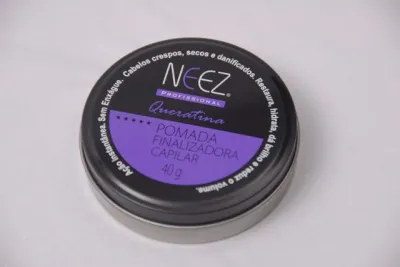 Ação Instantânea. Sem Enxágue. Cabelos crespos, secos e danificados. Restaura, hidrata, dá brilho e reduz o volume.
NEEZ®
PROFISSIONAL
Queratina
POMADA
FINALIZADORA
CAPILAR
40 g